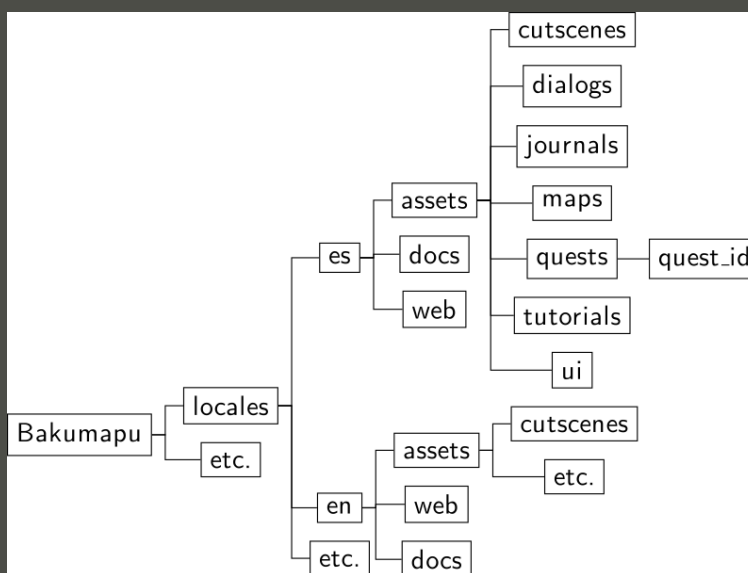 cutscenes
dialogs
journals
maps
quests
quest_id
tutorials
ui
assets
docs
web
es
locales
Bakumapu
etc.
cutscenes
etc.
assets
web
docs
en
etc.